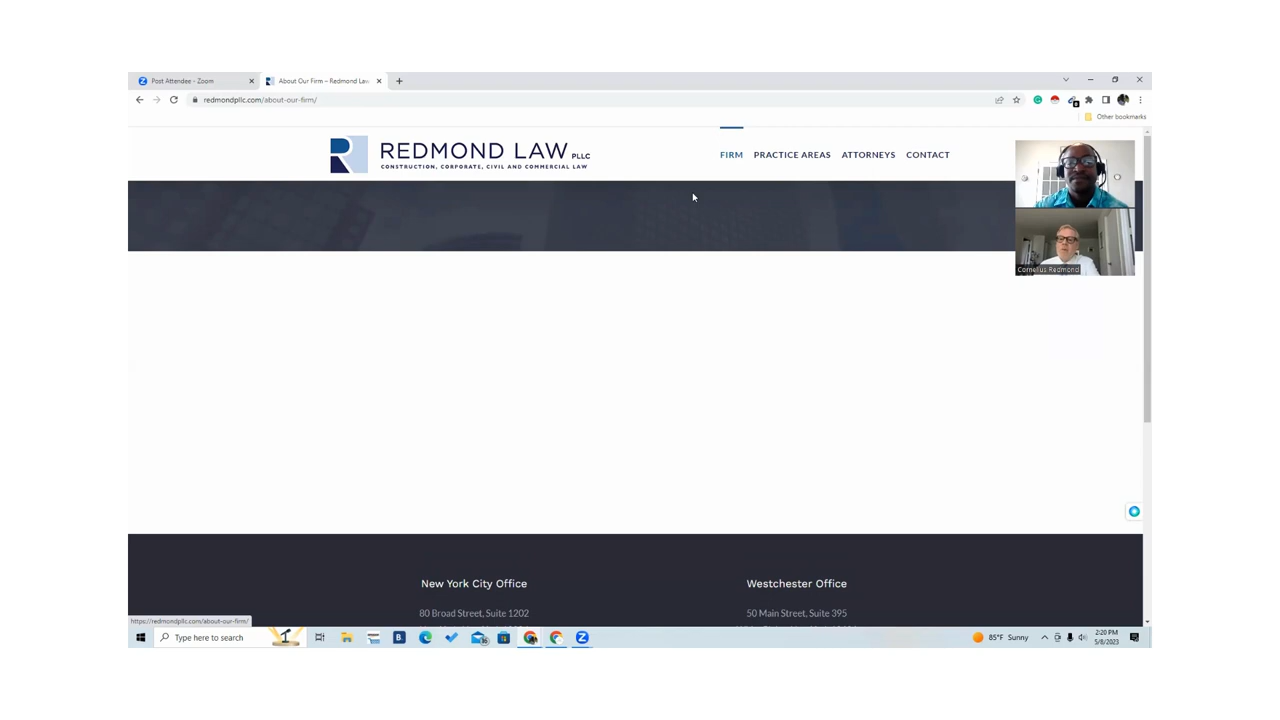 Post Attendee - Zoom
About Our Firm – Redmond Law
redmondpllc.com/about-our-firm/
Other bookmarks
REDMOND LAW PLLC
CONSTRUCTION, CORPORATE, CIVIL AND COMMERCIAL LAW
FIRM PRACTICE AREAS ATTORNEYS CONTACT
Cornelius Redmond
New York City Office
Westchester Office
80 Broad Street, Suite 1202
50 Main Street, Suite 395
https://redmondpllc.com/about-our-firm/
Type here to search
85°F Sunny
2:20 PM
5/8/2023